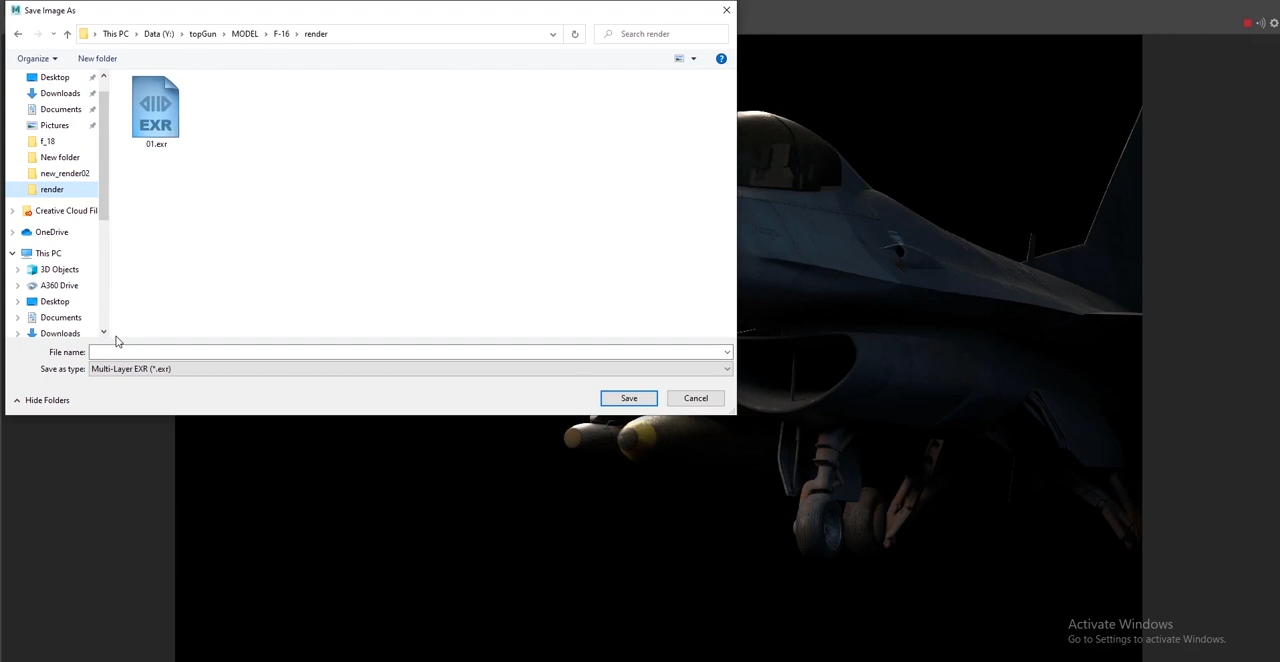 Save Image As
This PC
Data (Y:)
topGun
MODEL
F-16
render
Search render
Organize
New folder
Desktop
Downloads
Documents
Pictures
f_18
New folder
new_render02
render
Creative Cloud Fil
OneDrive
This PC
3D Objects
A360 Drive
Desktop
Documents
Downloads
EXR
01.exr
File name:
Save as type: Multi-Layer EXR (*.exr)
Hide Folders
Save
Cancel
Activate Windows
Go to Settings to activate Windows.